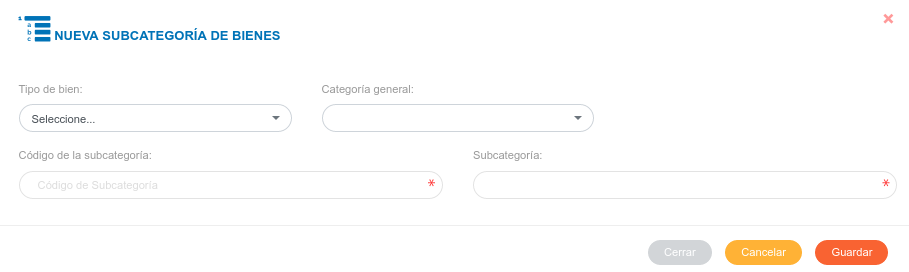 1
a
b
c
NUEVA SUBCATEGORÍA DE BIENES
Tipo de bien:
Categoría general:
Seleccione...
Código de la subcategoría:
Subcategoría:
Código de Subcategoría
*
*
Cerrar
Cancelar
Guardar